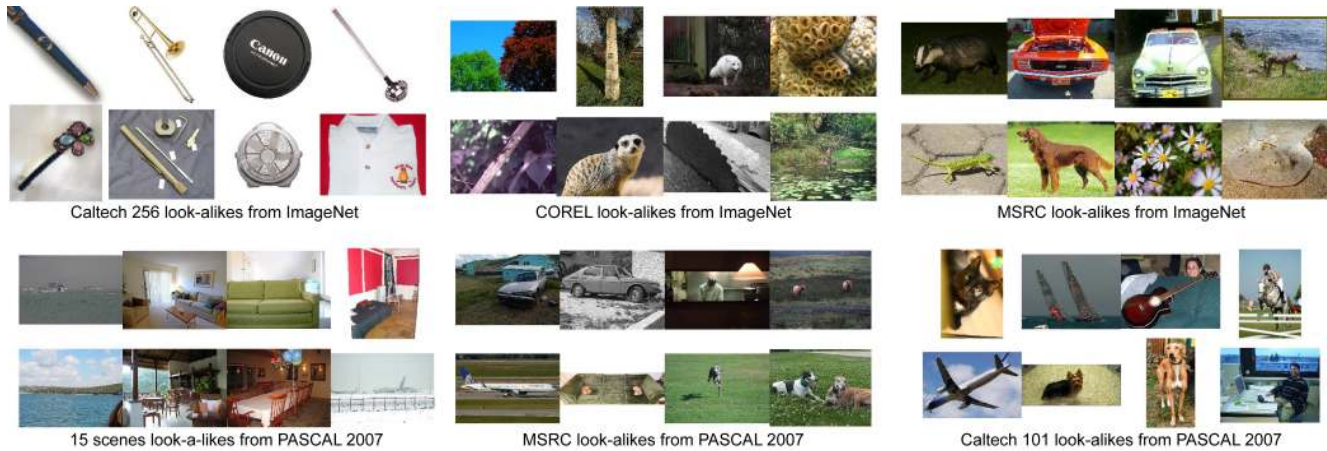 Canon
Caltech 256 look-alikes from ImageNet
COREL look-alikes from ImageNet
MSRC look-alikes from ImageNet
15 scenes look-a-likes from PASCAL 2007
MSRC look-alikes from PASCAL 2007
Caltech 101 look-alikes from PASCAL 2007